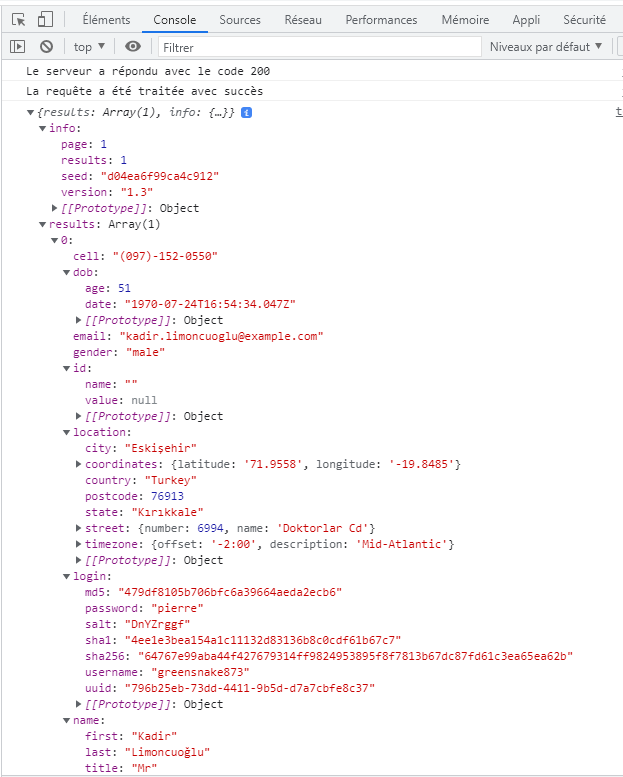 Éléments Console Sources Réseau Performances Mémoire Appli Sécurité
top Filtrer Niveaux par défaut
Le serveur a répondu avec le code 200
La requête a été traitée avec succès
{results: Array(1), info: {…}} i
info:
page: 1
results: 1
seed: "d04ea6f99ca4c912"
version: "1.3"
[[Prototype]]: Object
results: Array(1)
0:
cell: "(097)-152-0550"
dob:
age: 51
date: "1970-07-24T16:54:34.047Z"
[[Prototype]]: Object
email: "kadir.limoncuoglu@example.com"
gender: "male"
id:
name: ""
value: null
[[Prototype]]: Object
location:
city: "Eskişehir"
coordinates: {latitude: '71.9558', longitude: '-19.8485'}
country: "Turkey"
postcode: 76913
state: "Kırıkkale"
street: {number: 6994, name: 'Doktorlar Cd'}
timezone: {offset: '-2:00', description: 'Mid-Atlantic'}
[[Prototype]]: Object
login:
md5: "479df8105b706bfc6a39664aeda2ecb6"
password: "pierre"
salt: "DnYZrggf"
sha1: "4ee1e3bea154a1c11132d83136b8c0cdf61b67c7"
sha256: "64767e99aba44f427679314ff9824953895f8f7813b67dc87fd61c3ea65ea62b"
username: "greensnake873"
uuid: "796b25eb-73dd-4411-9b5d-d7a7cbfe8c37"
[[Prototype]]: Object
name:
first: "Kadir"
last: "Limoncuoğlu"
title: "Mr"